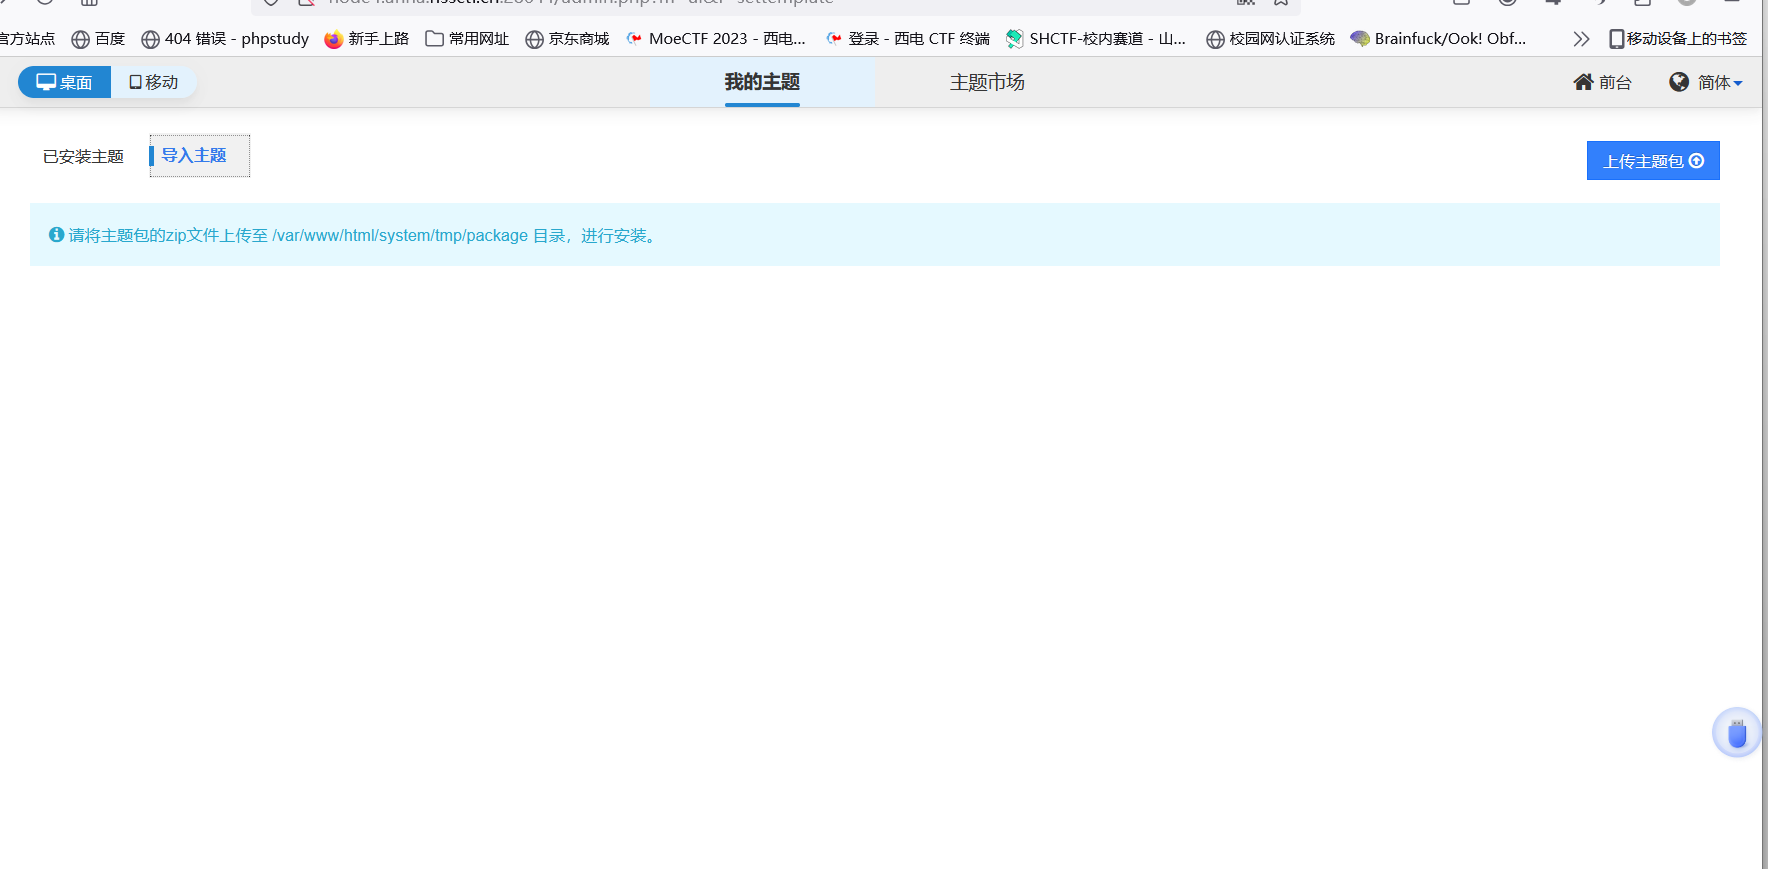 官方站点 百度 404 错误 - phpstudy 新手上路 常用网址 京东商城 MoeCTF 2023 - 西电... 登录 - 西电 CTF 终端 SHCTF-校内赛道 - 山... 校园网认证系统 Brainfuck/Ook! Obf... 移动设备上的书签
桌面 移动 我的主题 主题市场 前台 简体
已安装主题 导入主题 上传主题包
请将主题包的zip文件上传至 /var/www/html/system/tmp/package 目录，进行安装。